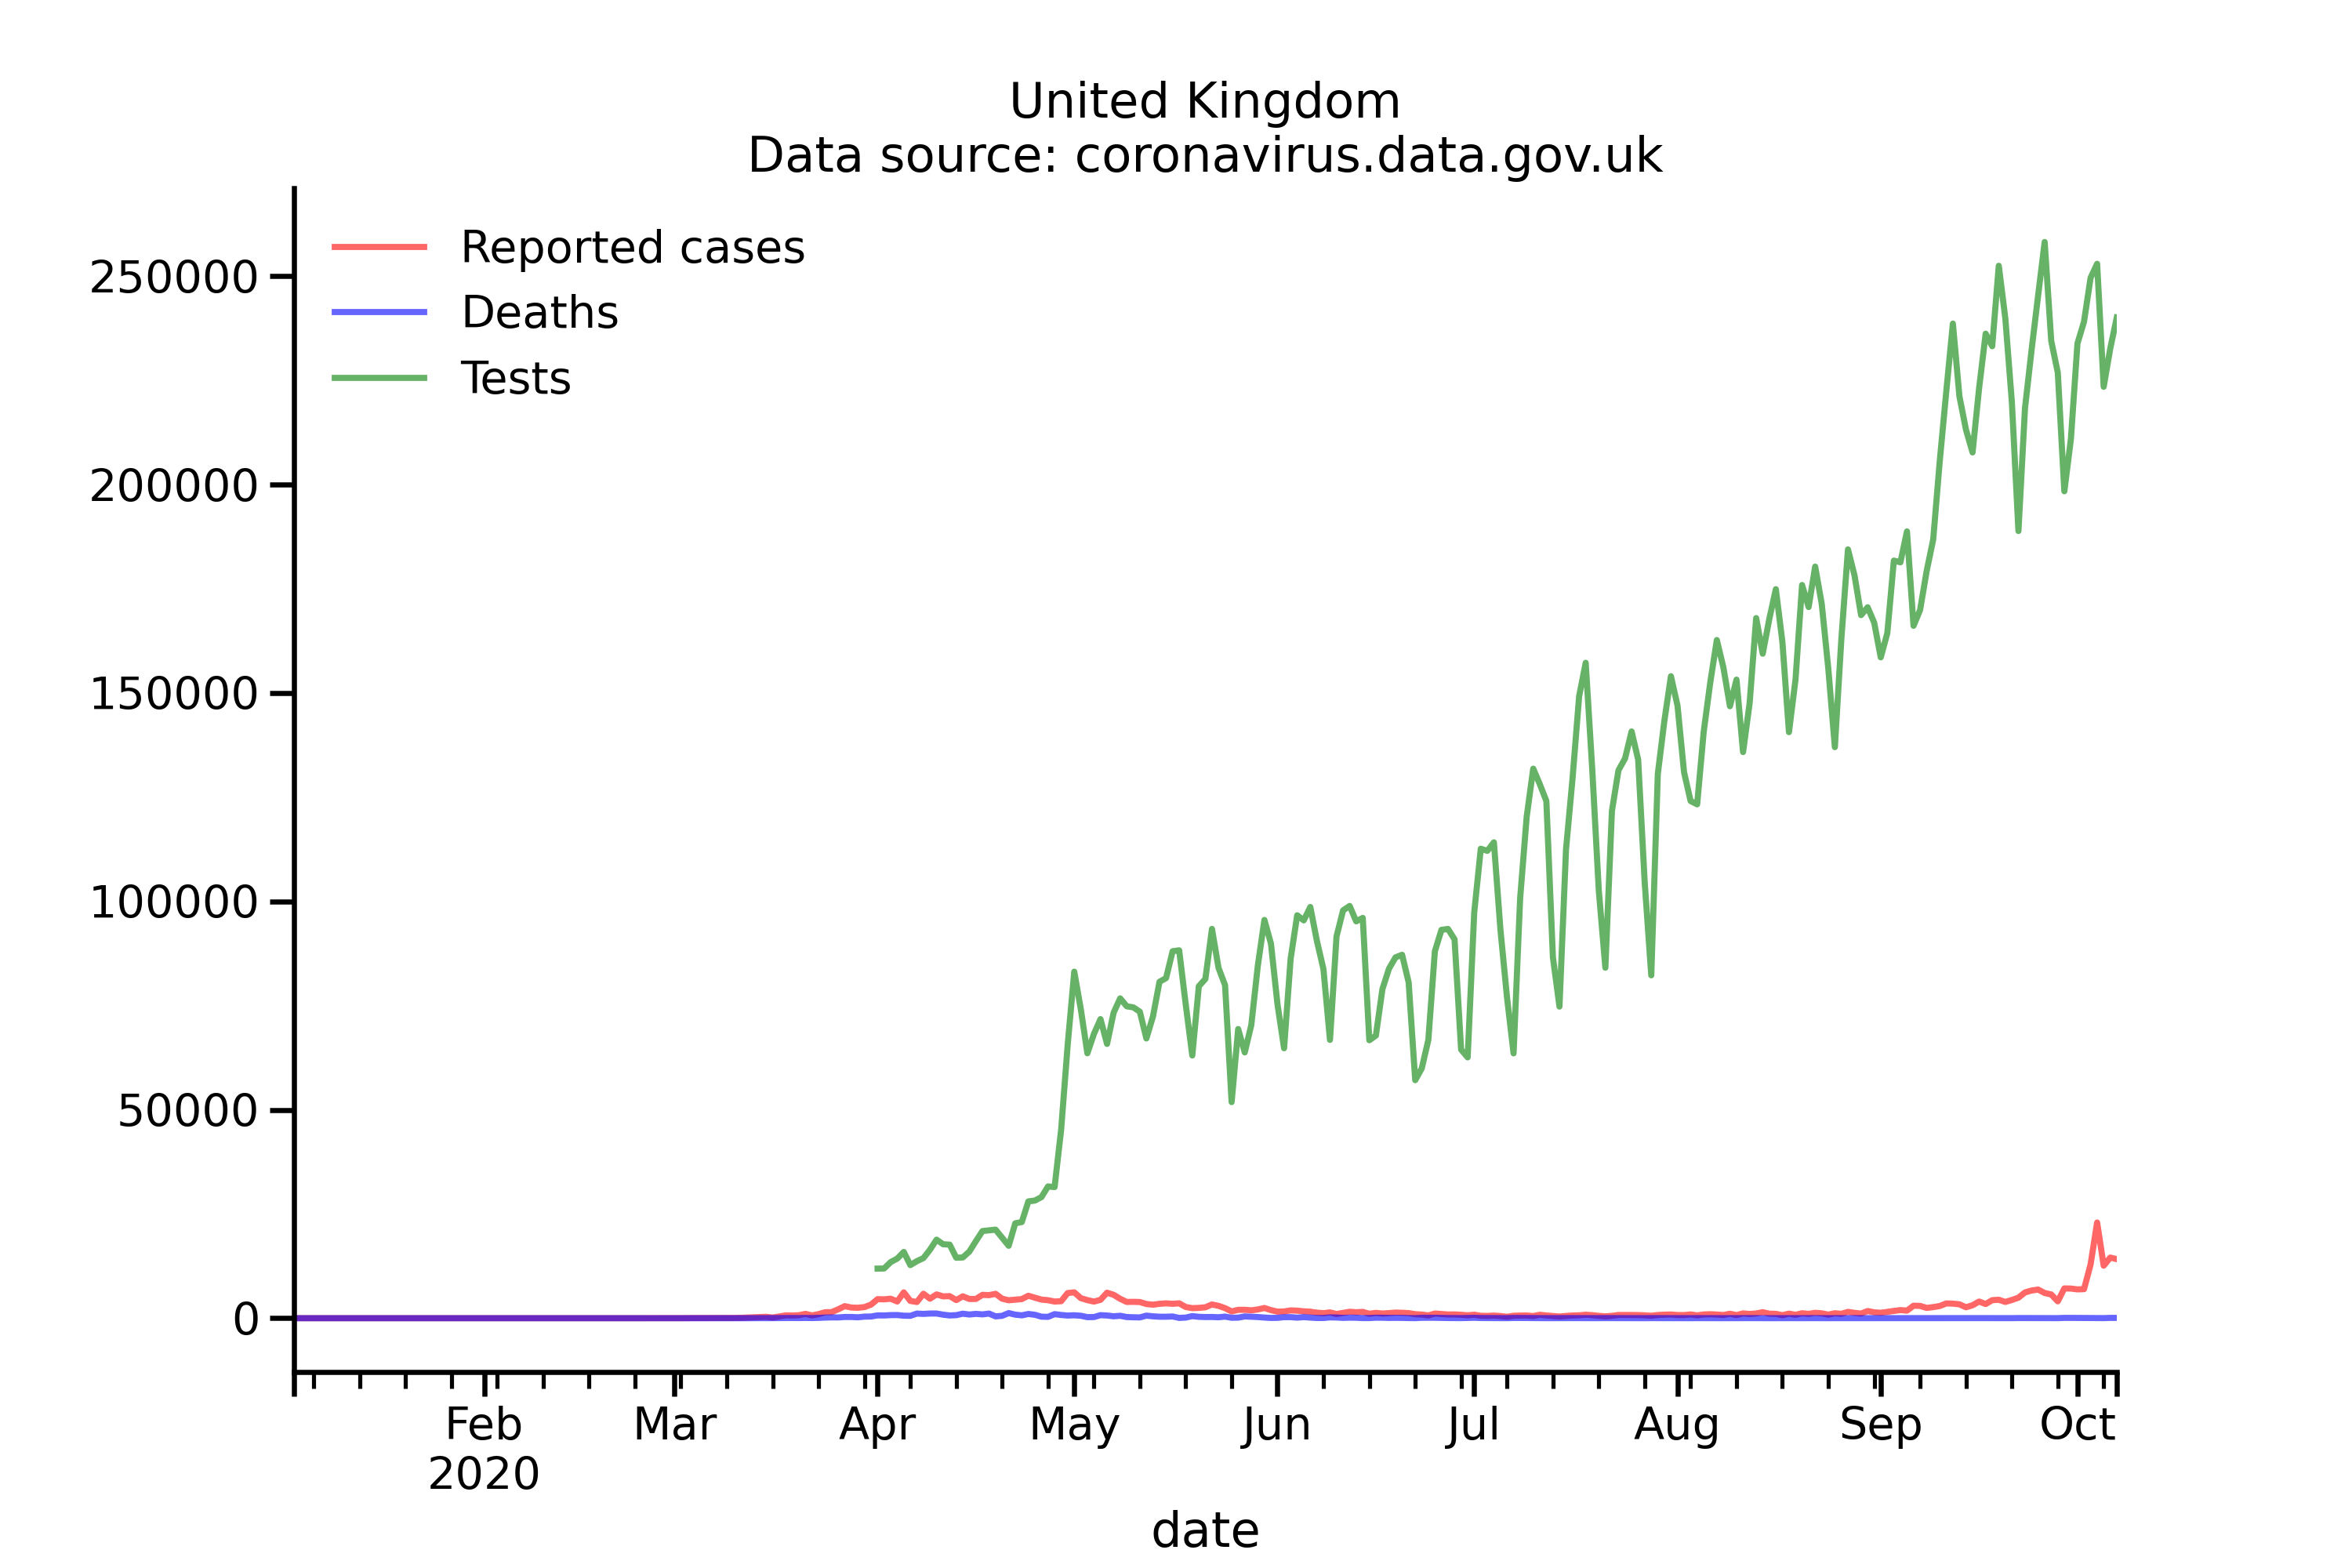 United Kingdom
Data source: coronavirus.data.gov.uk
Reported cases
Deaths
Tests
250000
200000
150000
100000
50000
0
Feb Mar Apr May Jun Jul Aug Sep Oct
2020
date